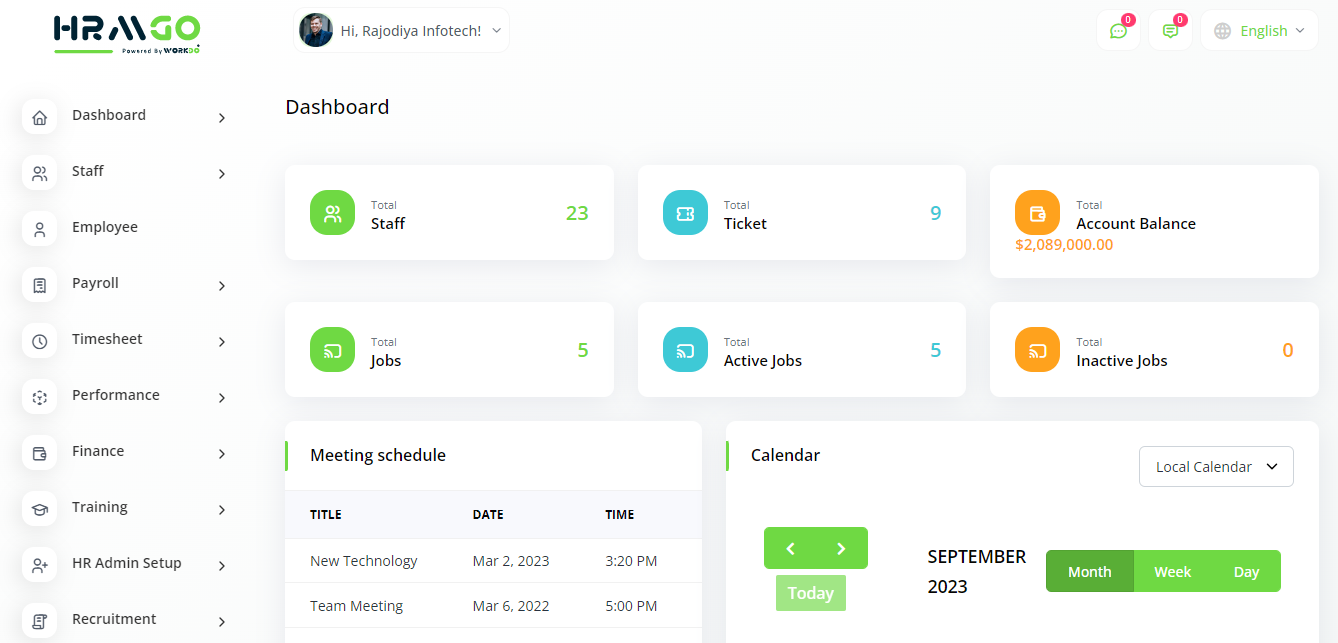 HRMGO
Powered By WORKDO
Hi, Rajodiya Infotech!
0
0
English
Dashboard
Staff
Employee
Payroll
Timesheet
Performance
Finance
Training
HR Admin Setup
Recruitment
Dashboard
Total
Staff
23
Total
Ticket
9
Total
Account Balance
$2,089,000.00
Total
Jobs
5
Total
Active Jobs
5
Total
Inactive Jobs
0
Meeting schedule
TITLE DATE TIME
New Technology Mar 2, 2023 3:20 PM
Team Meeting Mar 6, 2022 5:00 PM
Calendar
Local Calendar
Today
SEPTEMBER
2023
Month Week Day